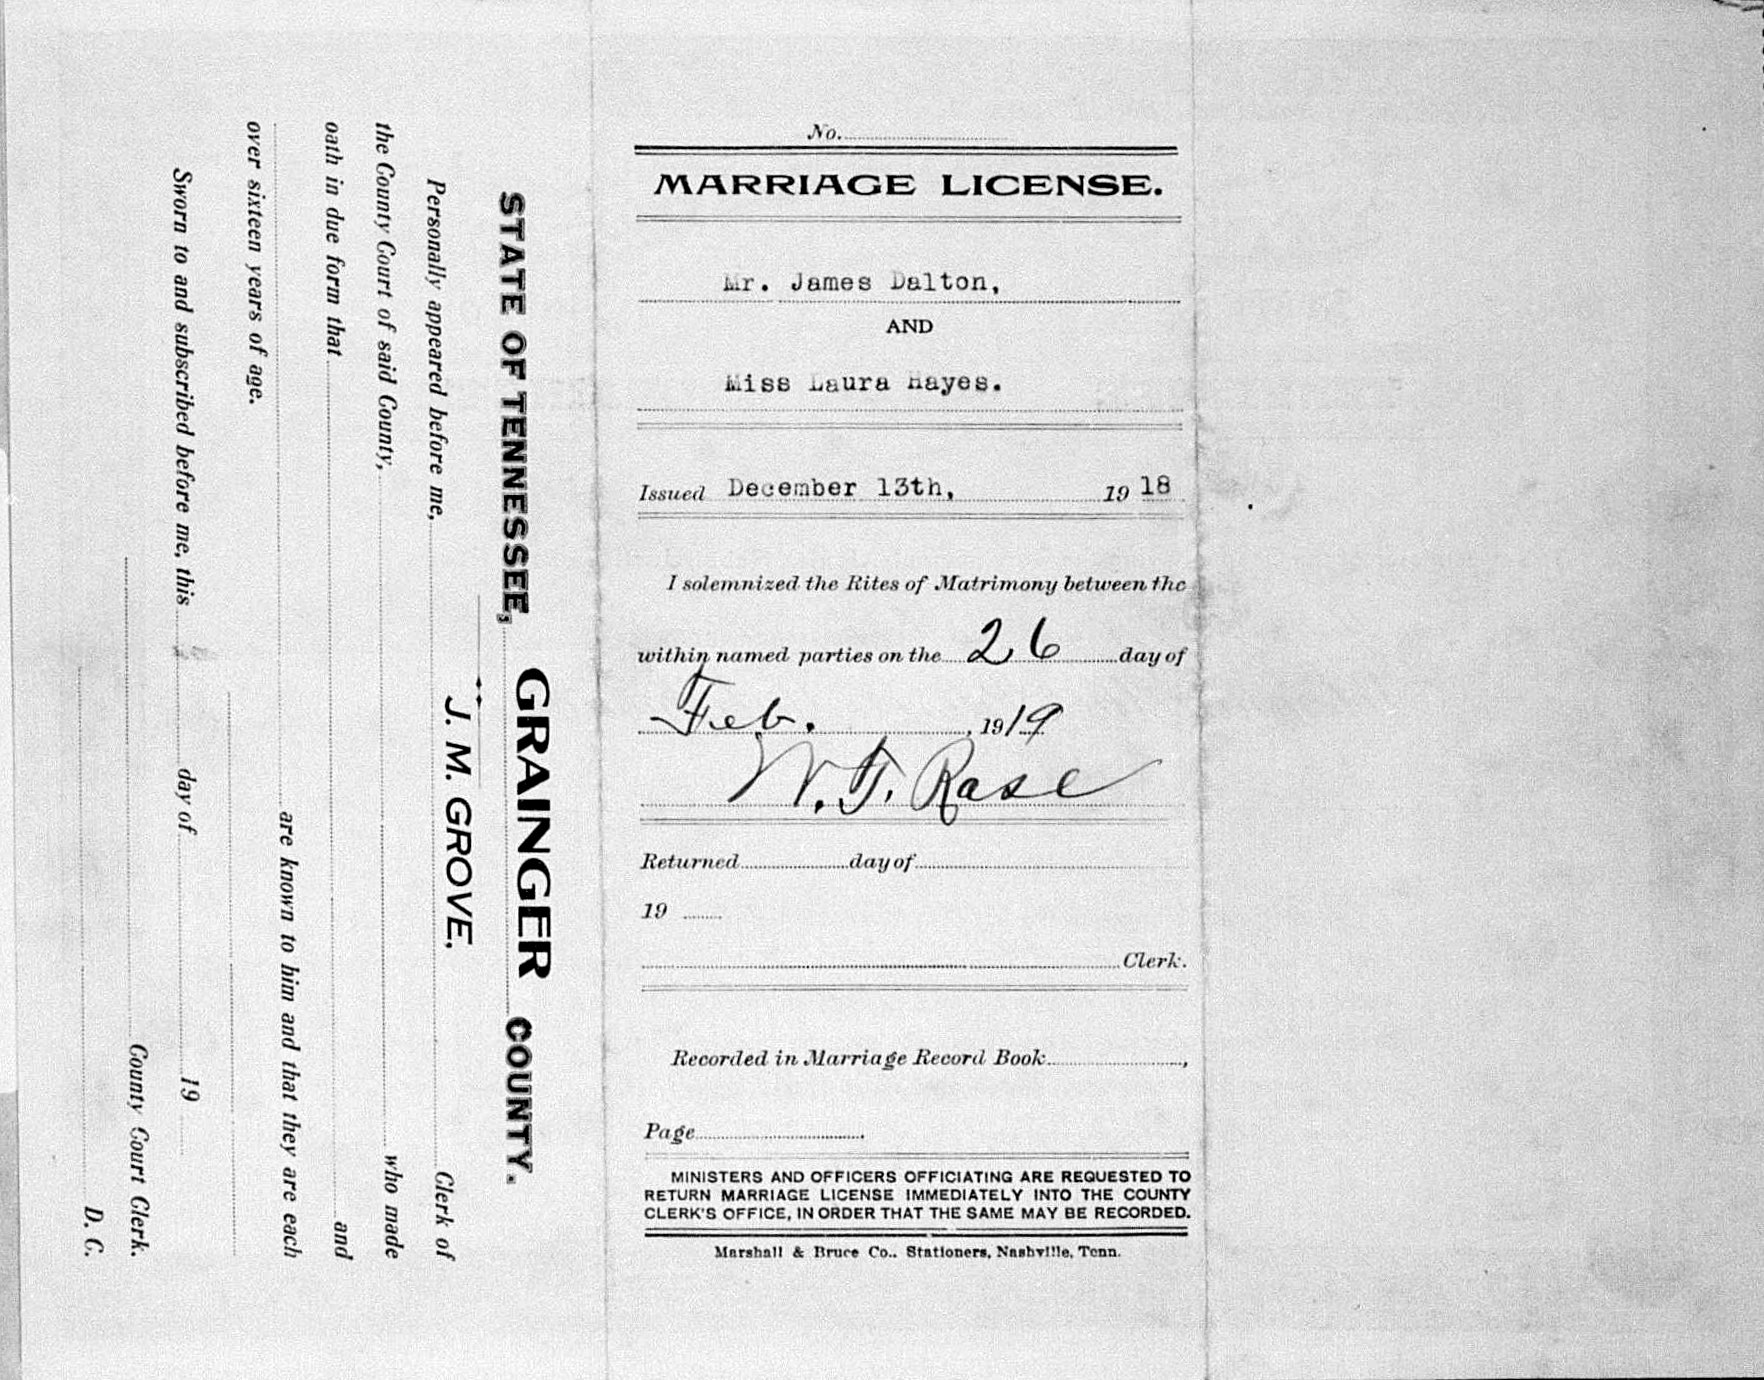 STATE OF TENNESSEE, GRAINGER COUNTY.
Personally appeared before me, J. M. GROVE, Clerk of
the County Court of said County, who made
oath in due form that and
are known to him and that they are each
over sixteen years of age.
Sworn to and subscribed before me, this day of 19
County Court Clerk.
D. C.
No.
MARRIAGE LICENSE.
Mr. James Dalton,
AND
Miss Laura Hayes.
Issued December 13th, 1918
I solemnized the Rites of Matrimony between the
within named parties on the 26 day of
Feb. , 1919
W. F. Rase
Returned day of
19
Clerk.
Recorded in Marriage Record Book ,
Page .
MINISTERS AND OFFICERS OFFICIATING ARE REQUESTED TO
RETURN MARRIAGE LICENSE IMMEDIATELY INTO THE COUNTY
CLERK'S OFFICE, IN ORDER THAT THE SAME MAY BE RECORDED.
Marshall & Bruce Co., Stationers, Nashville, Tenn.